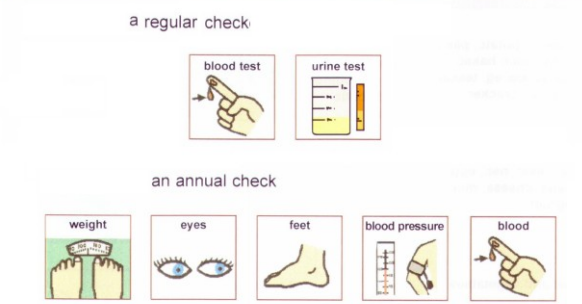 a regular check
blood test urine test
an annual check
weight eyes feet blood pressure blood